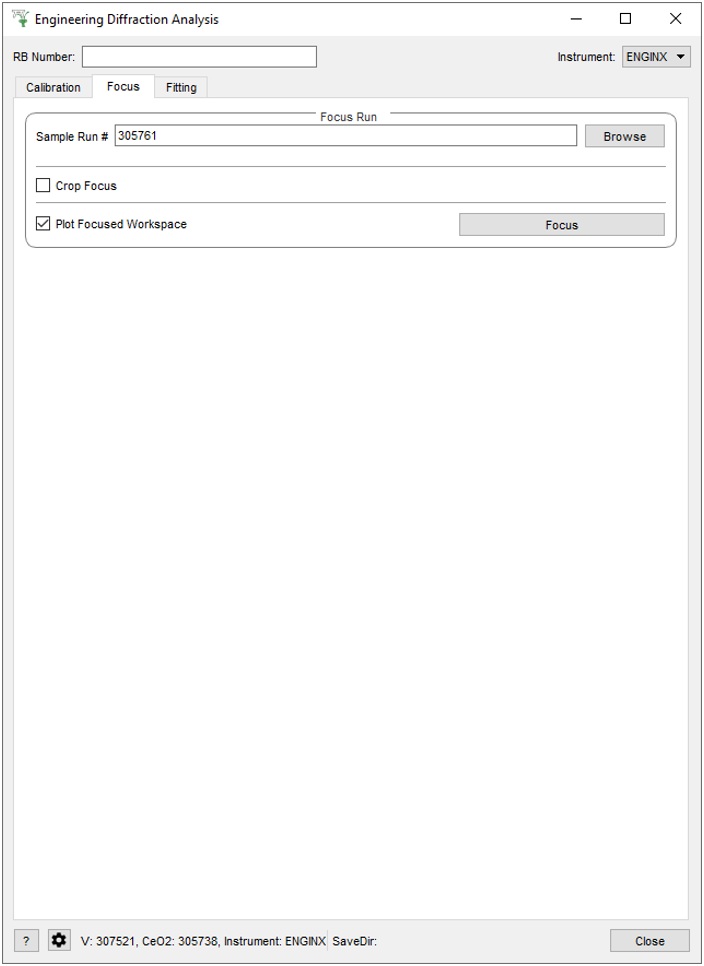 Engineering Diffraction Analysis
RB Number: Instrument: ENGINX
Calibration Focus Fitting
Focus Run
Sample Run # 305761 Browse
Crop Focus
Plot Focused Workspace Focus
? V: 307521, CeO2: 305738, Instrument: ENGINX SaveDir: Close